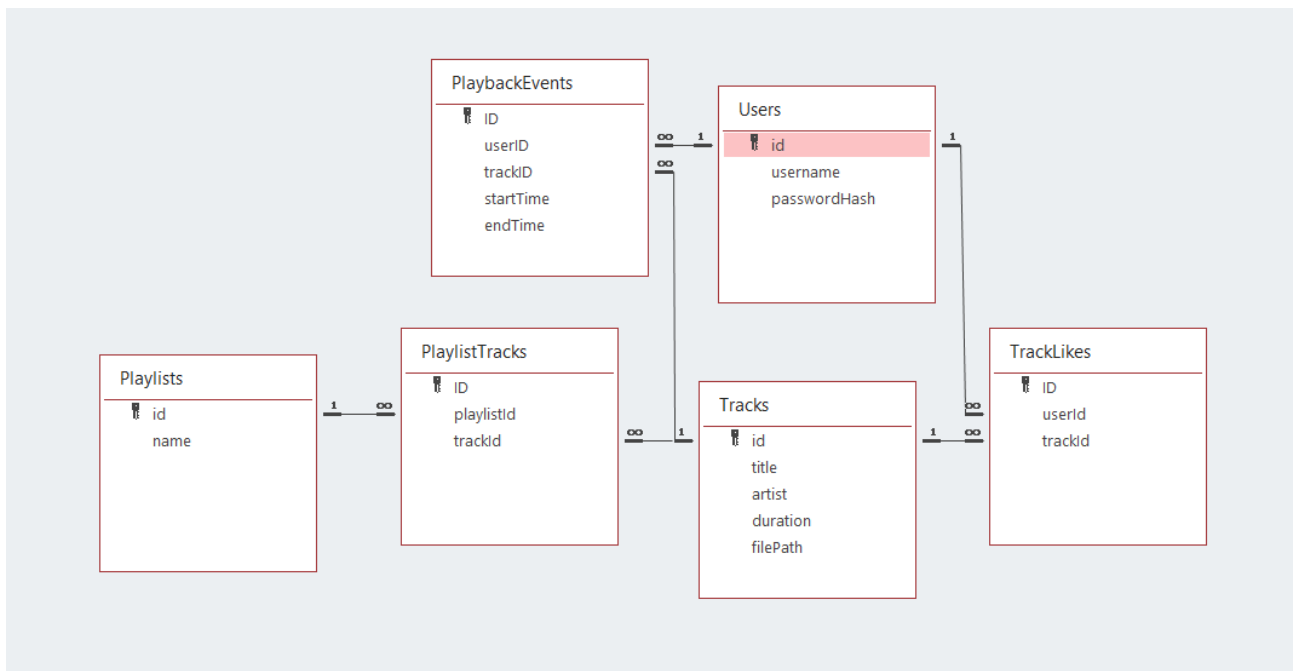 PlaybackEvents
ID
userID
trackID
startTime
endTime
Users
id
username
passwordHash
Playlists
id
name
PlaylistTracks
ID
playlistId
trackId
Tracks
id
title
artist
duration
filePath
TrackLikes
ID
userId
trackId
∞ 1
∞
1
∞
1 ∞
∞ 1
1 ∞